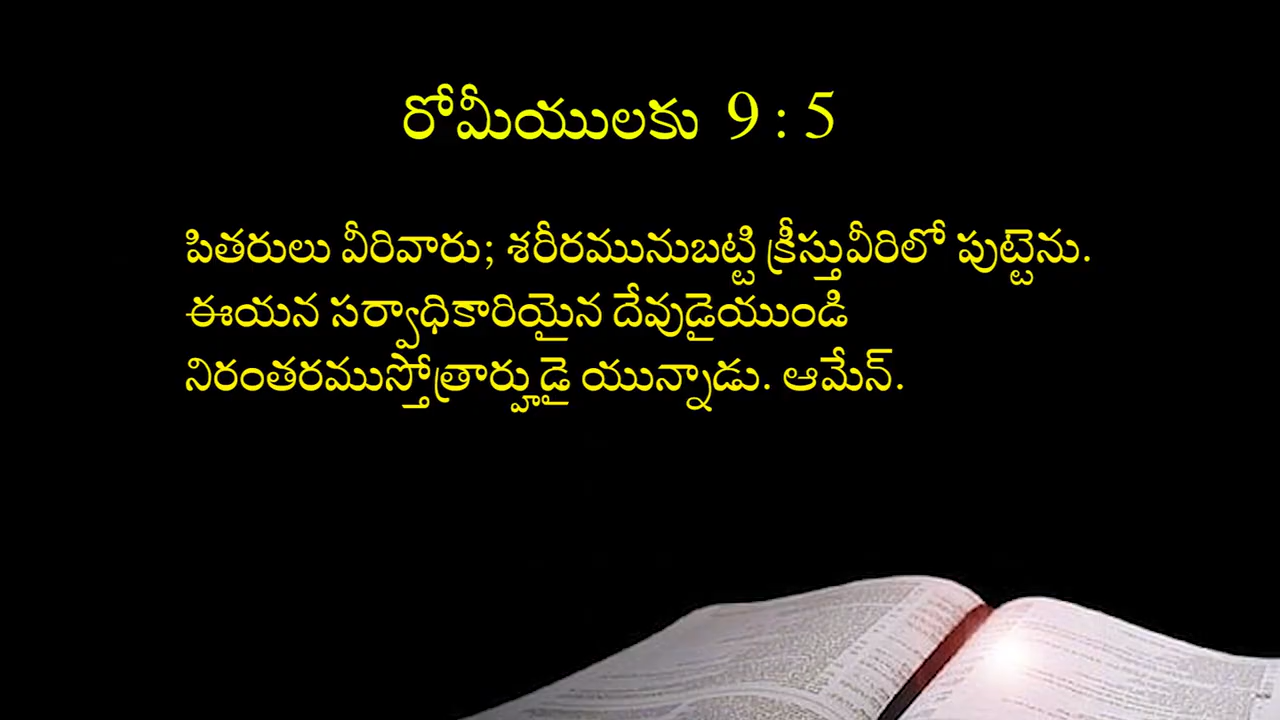 రోమీయులకు 9 : 5
పితరులు వీరివారు; శరీరమునుబట్టి క్రీస్తువీరిలో పుట్టెను.
ఈయన సర్వాధికారియైన దేవుడైయుండి
నిరంతరముస్తోత్రార్హుడై యున్నాడు. ఆమేన్.